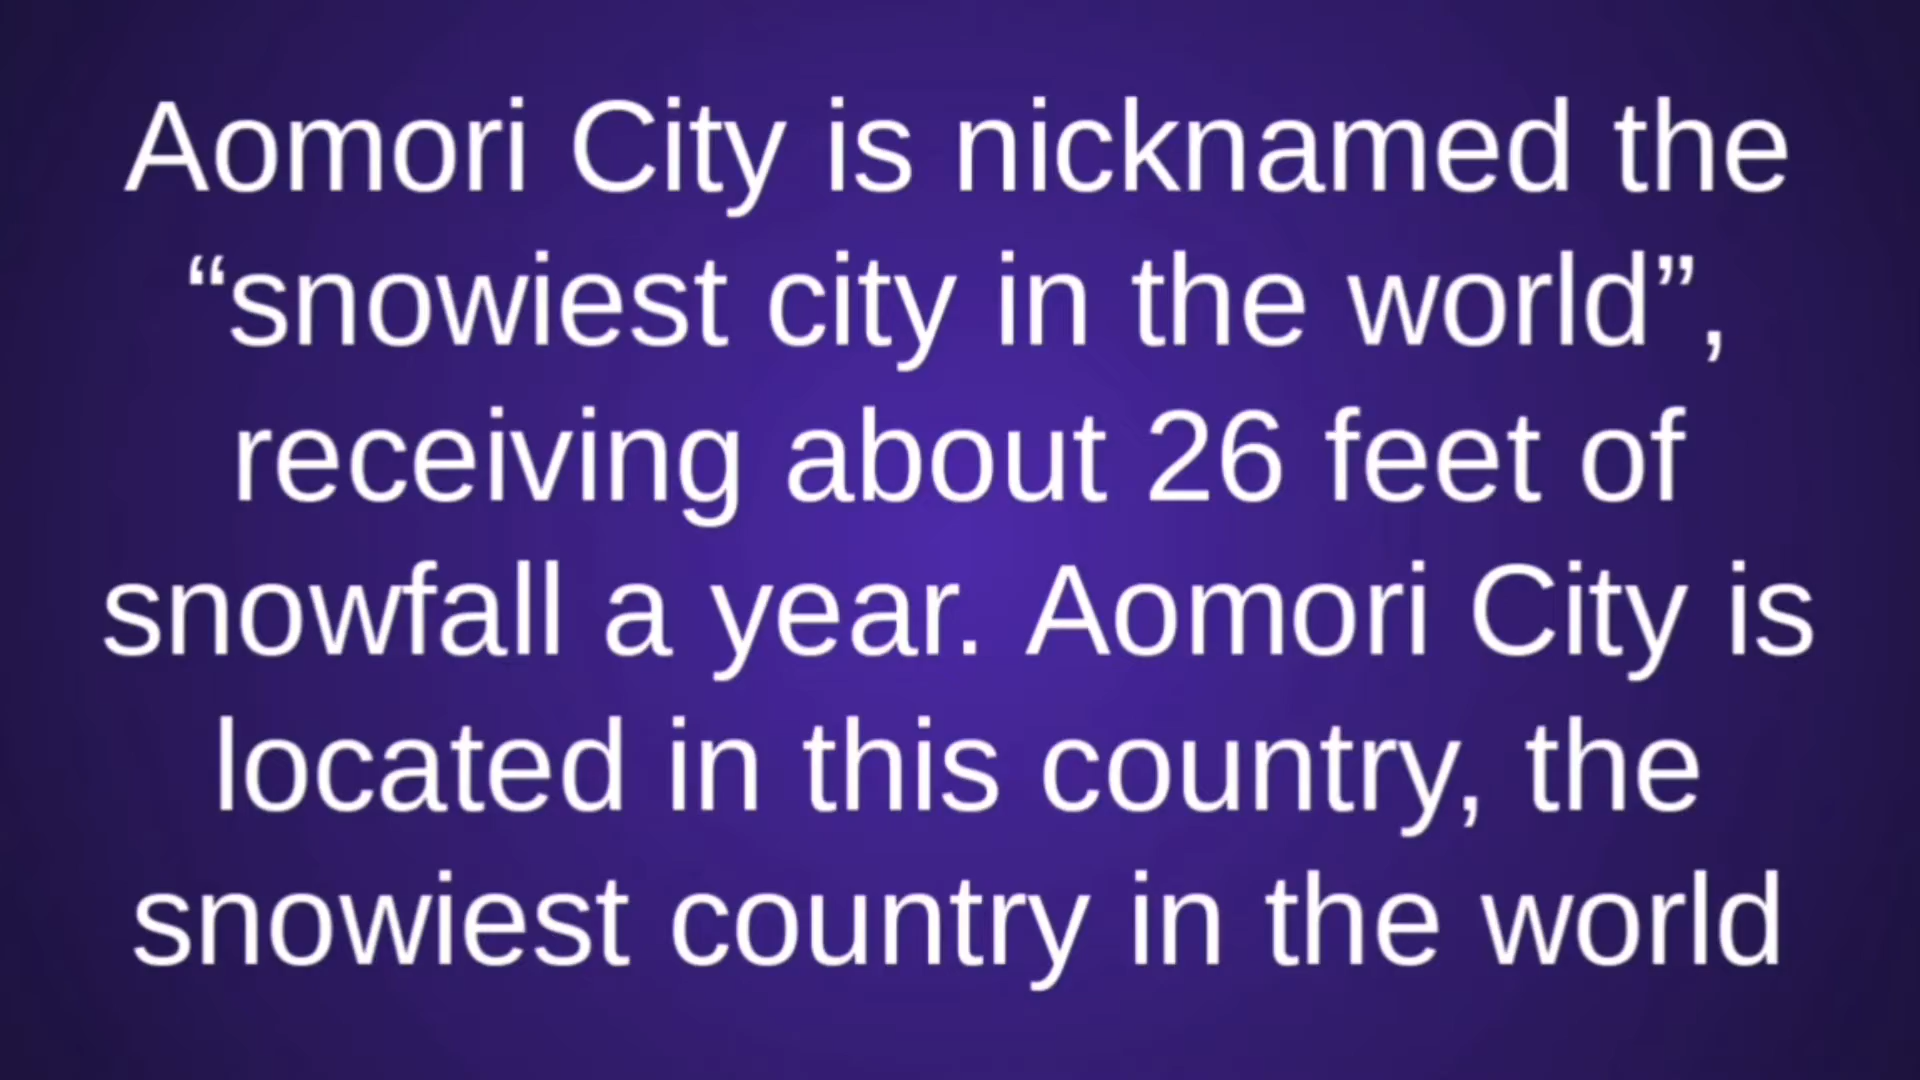 Aomori City is nicknamed the
“snowiest city in the world”,
receiving about 26 feet of
snowfall a year. Aomori City is
located in this country, the
snowiest country in the world